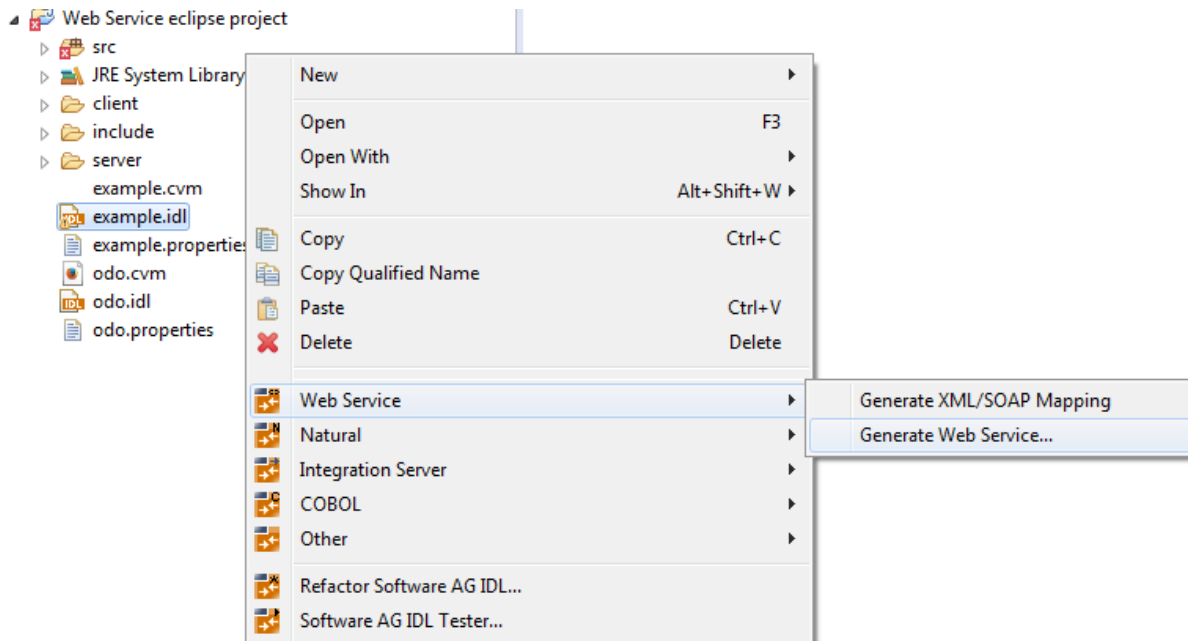 Web Service eclipse project
src
JRE System Library
client
include
server
example.cvm
example.idl
example.properties
odo.cvm
IDL odo.idl
odo.properties
New
Open F3
Open With
Show In Alt+Shift+W
Copy Ctrl+C
Copy Qualified Name
Paste Ctrl+V
Delete Delete
Web Service
Natural
Integration Server
COBOL
Other
Refactor Software AG IDL...
Software AG IDL Tester...
Generate XML/SOAP Mapping
Generate Web Service...